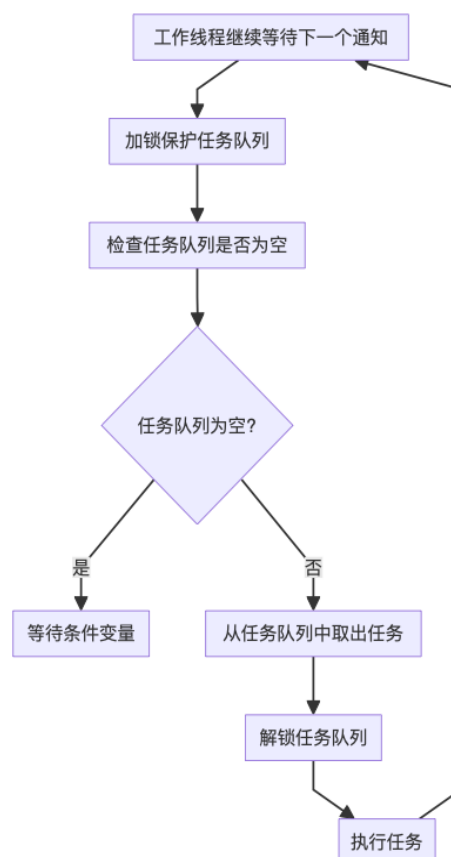 工作线程继续等待下一个通知
加锁保护任务队列
检查任务队列是否为空
任务队列为空?
是
否
等待条件变量
从任务队列中取出任务
解锁任务队列
执行任务